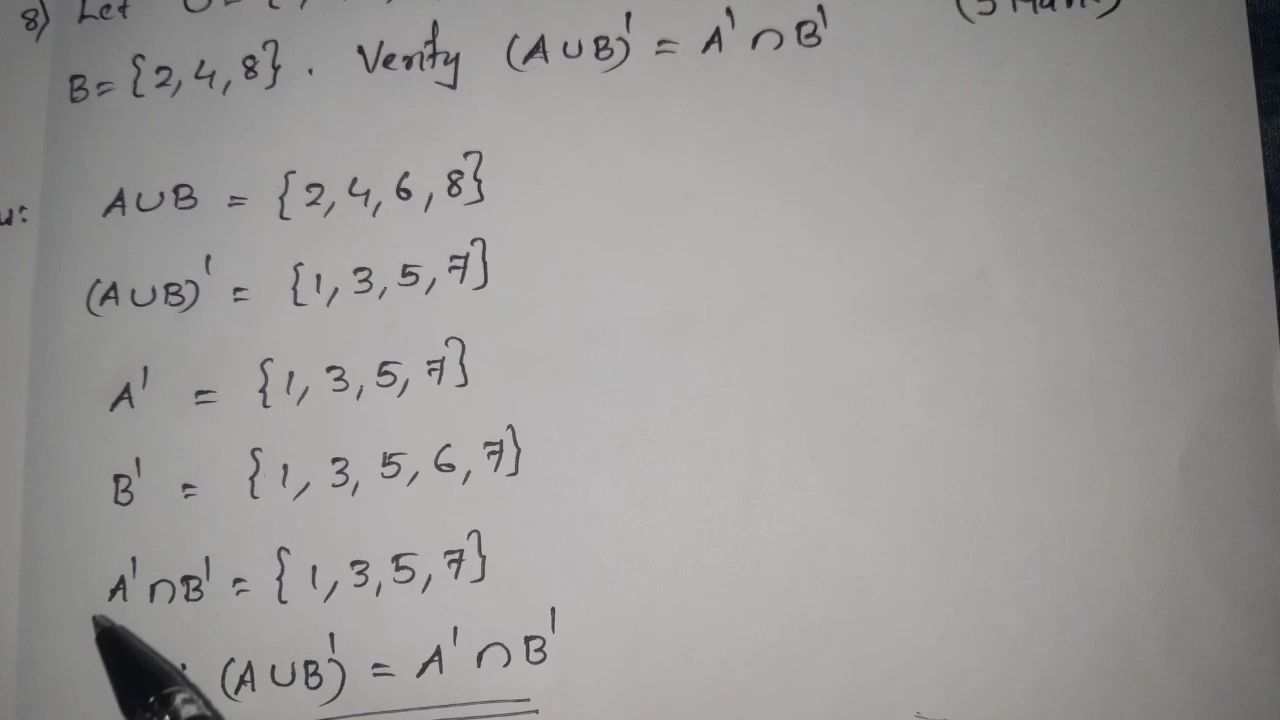 8) Let U = {
B = {2, 4, 8}. Verify (A∪B)' = A' ∩ B'
A∪B = {2, 4, 6, 8}
(A∪B)' = {1, 3, 5, 7}
A' = {1, 3, 5, 7}
B' = {1, 3, 5, 6, 7}
A'∩B' = {1, 3, 5, 7}
(A∪B)' = A' ∩ B'